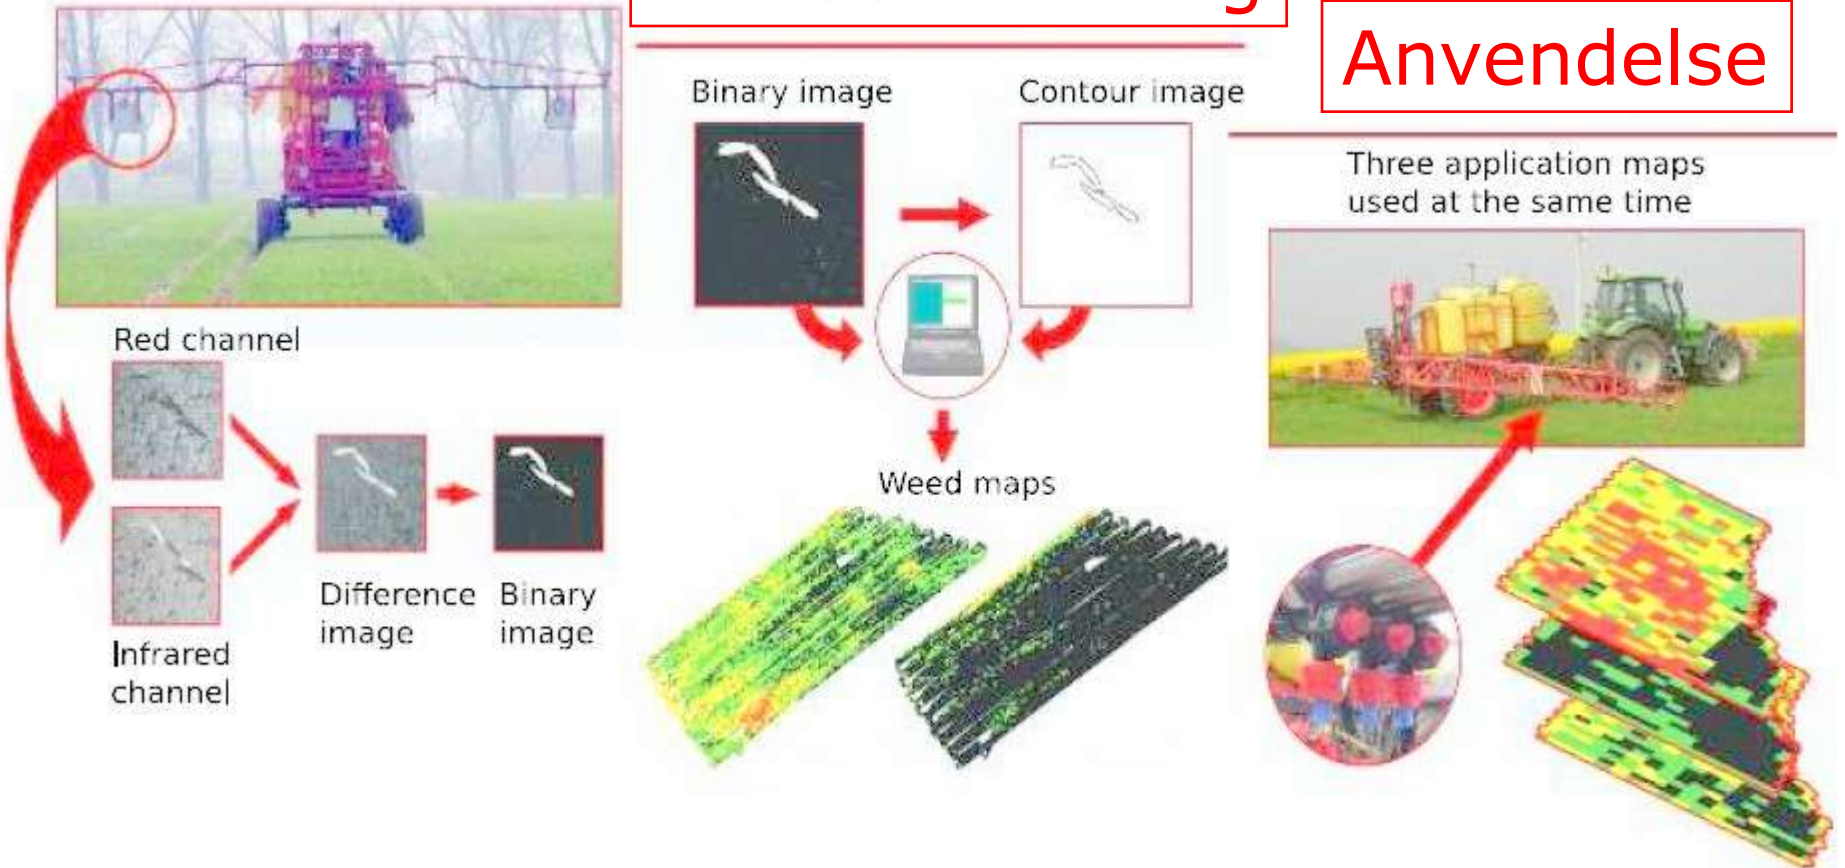 Anvendelse
Red channel
Infrared
channel
Difference
image
Binary
image
Binary image
Contour image
Weed maps
Three application maps
used at the same time